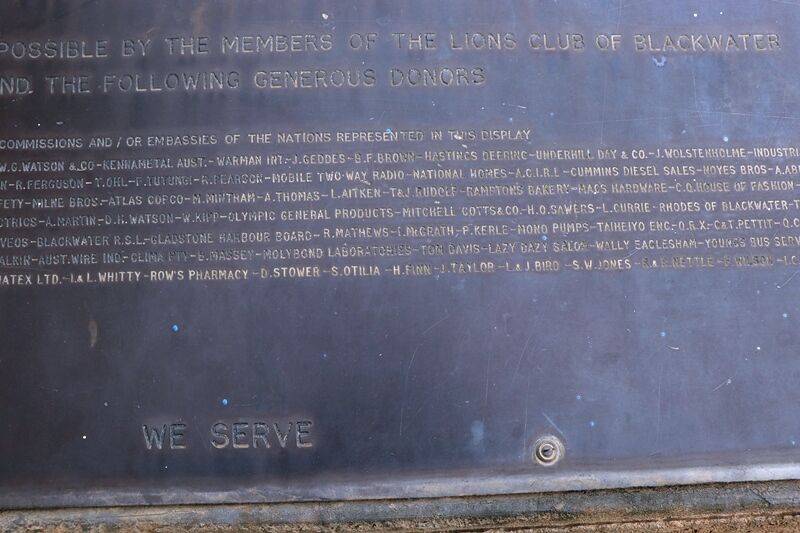 POSSIBLE BY THE MEMBERS OF THE LIONS CLUB OF BLACKWATER
ND THE FOLLOWING GENEROUS DONORS
COMMISSIONS AND / OR EMBASSIES OF THE NATIONS REPRESENTED IN THIS DISPLAY
W.G. WATSON & CO - KENNAMETAL AUST. - WARMAN INT. - J. GEDDES - B.F. BROWN - HASTINGS DEERING - UNDERHILL DAY & CO. - J. WOLSTENHOLME - INDUSTRI
N - R. FERGUSON - T. OHL - F. TUTUNGI - R. PEARSON - MOBILE TWO WAY RADIO - NATIONAL HOMES - A.C.I.R.L - CUMMINS DIESEL SALES - NOYES BROS - A. AB
FETY - MILNE BROS. - ATLAS COPCO - M. MINTHAM - A. THOMAS - L. AITKEN - T & J. RUDOLF - RAMPTONS BAKERY - MACS HARDWARE - C.Q. HOUSE OF FASHION -
CTRICS - A. MARTIN - D.H. WATSON - W. KIPP - OLYMPIC GENERAL PRODUCTS - MITCHELL COTTS & CO. - H.O. SAWERS - L. CURRIE - RHODES OF BLACKWATER - T
VEOS - BLACKWATER R.S.L. - GLADSTONE HARBOUR BOARD - R. MATHEWS - I. McGRATH - P. KERLE - MONO PUMPS - TAIHEIYO ENG. - Q.R.X. - C & T. PETTIT - Q.C
ALKIN - AUST. WIRE IND. - CLIMA PTY - B. MASSEY - MOLYBOND LABORATORIES - TOM DAVIS - LAZY DAZY SALON - WALLY EAGLESHAM - YOUNGS BUS SERV
WATEX LTD. - I & L. WHITTY - ROW'S PHARMACY - D. STOWER - S. OTILIA - H. FINN - J. TAYLOR - L & J. BIRD - S.W. JONES - R & R. NETTLE - B. WILSON - I.C
WE SERVE